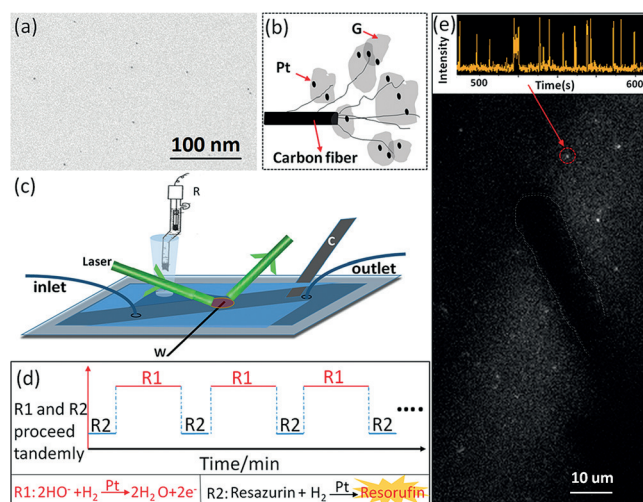 (a)
100 nm
(b)
G
Pt
Carbon fiber
(c)
R
C
Laser
inlet
outlet
W
(d)
R1 R1 R1
R1 and R2
proceed
tandemly
R2 R2 R2 R2
Time/min
R1: 2HO⁻+H₂ Pt→ 2H₂O+2e⁻
R2: Resazurin + H₂ Pt→ Resorufin
(e)
Intensity
500 Time(s) 600
10 um